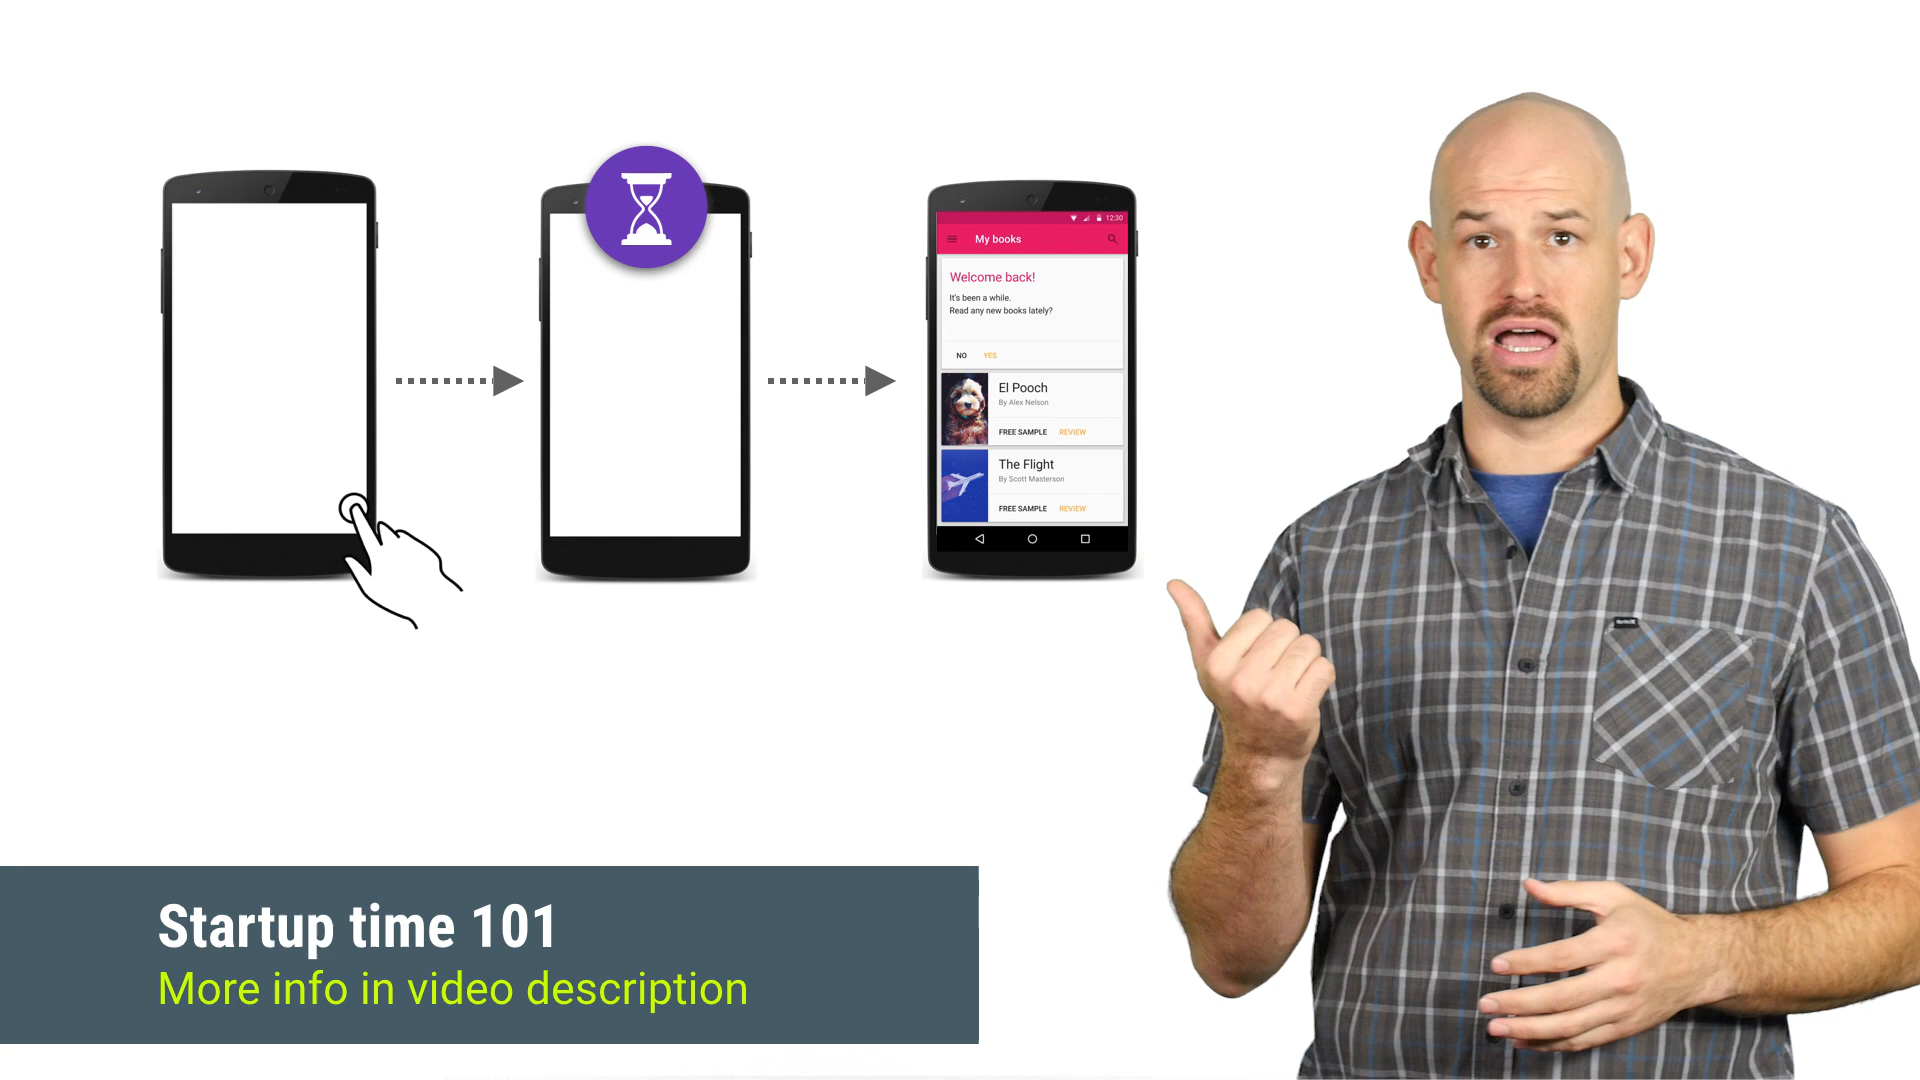 12:30
My books
Welcome back!
It's been a while.
Read any new books lately?
NO YES
El Pooch
By Alex Nelson
FREE SAMPLE REVIEW
The Flight
By Scott Masterson
FREE SAMPLE REVIEW
Startup time 101
More info in video description